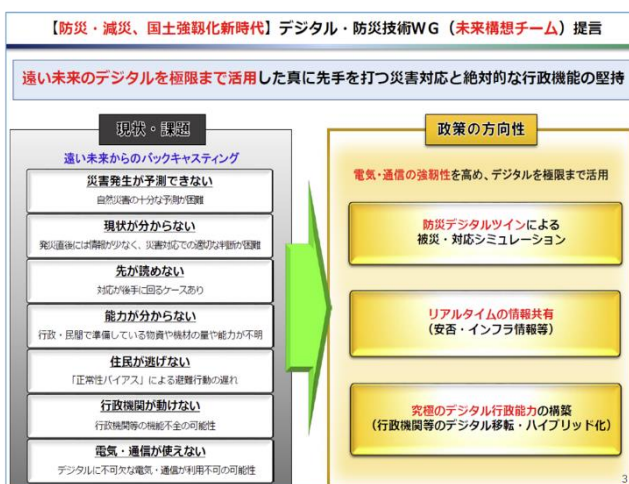 【防災・減災、国土強靱化新時代】デジタル・防災技術WG(未来構想チーム)提言
遠い未来のデジタルを極限まで活用した真に先手を打つ災害対応と絶対的な行政機能の堅持
現状・課題
遠い未来からのバックキャスティング
災害発生が予測できない
自然災害の十分な予測が困難
現状が分からない
発災直後には情報が少なく、災害対応での適切な判断が困難
先が読めない
対応が後手に回るケースあり
能力が分からない
行政・民間で準備している物資や機材の量や能力が不明
住民が逃げない
「正常性バイアス」による避難行動の遅れ
行政機関が動けない
行政機関等の機能不全の可能性
電気・通信が使えない
デジタルに不可欠な電気・通信が利用不可の可能性
政策の方向性
電気・通信の強靱性を高め、デジタルを極限まで活用
防災デジタルツインによる
被災・対応シミュレーション
リアルタイムの情報共有
(安否・インフラ情報等)
究極のデジタル行政能力の構築
(行政機関等のデジタル移転・ハイブリッド化)
3